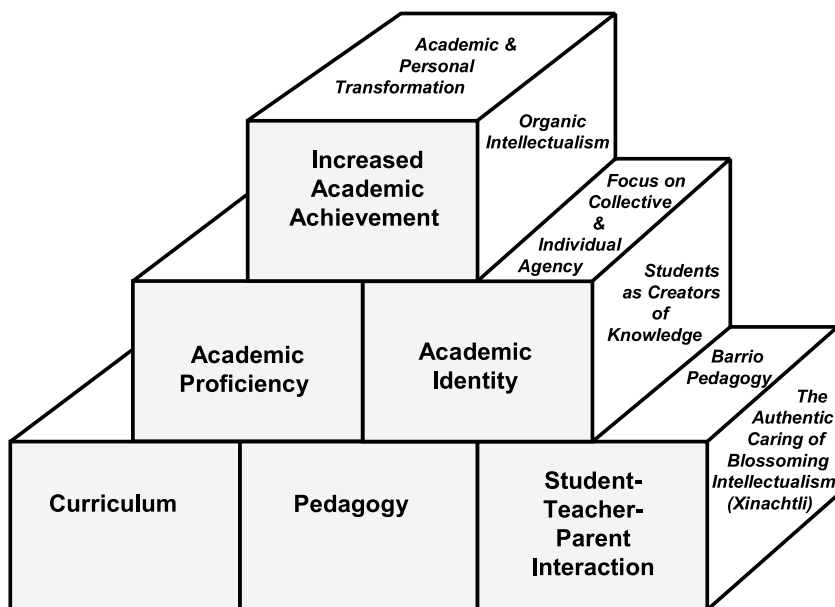 Academic &
Personal
Transformation
Organic
Intellectualism
Increased
Academic
Achievement
Focus on
Collective
&
Individual
Agency
Students
as Creators
of
Knowledge
Academic
Proficiency
Academic
Identity
Barrio
Pedagogy
The
Authentic
Caring of
Blossoming
Intellectualism
(Xinachtli)
Curriculum
Pedagogy
Student-
Teacher-
Parent
Interaction